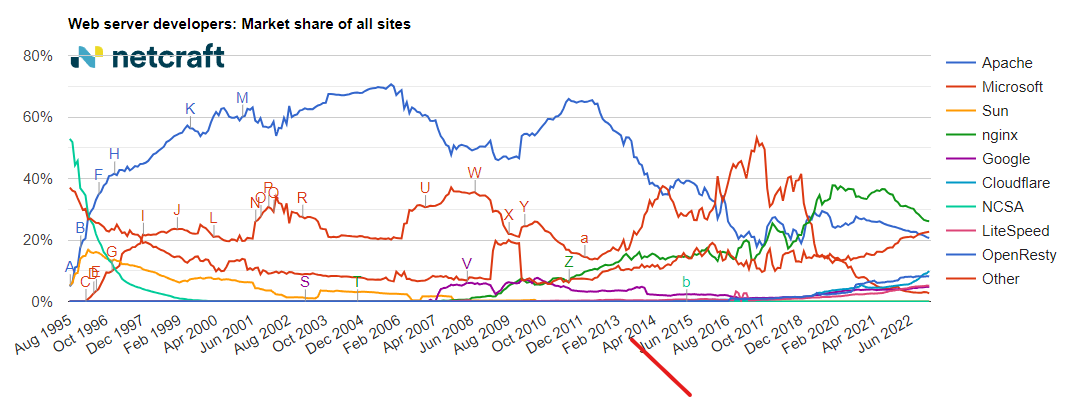 Web server developers: Market share of all sites
netcraft
80%
60%
40%
20%
0%
A
B
C
D
E
F
G
H
I
J
K
L
M
N
O
P
Q
R
S
T
U
V
W
X
Y
Z
a
b
Aug 1995
Oct 1996
Dec 1997
Feb 1999
Apr 2000
Jun 2001
Aug 2002
Oct 2003
Dec 2004
Feb 2006
Apr 2007
Jun 2008
Aug 2009
Oct 2010
Dec 2011
Feb 2013
Apr 2014
Jun 2015
Aug 2016
Oct 2017
Dec 2018
Feb 2020
Apr 2021
Jun 2022
Apache
Microsoft
Sun
nginx
Google
Cloudflare
NCSA
LiteSpeed
OpenResty
Other